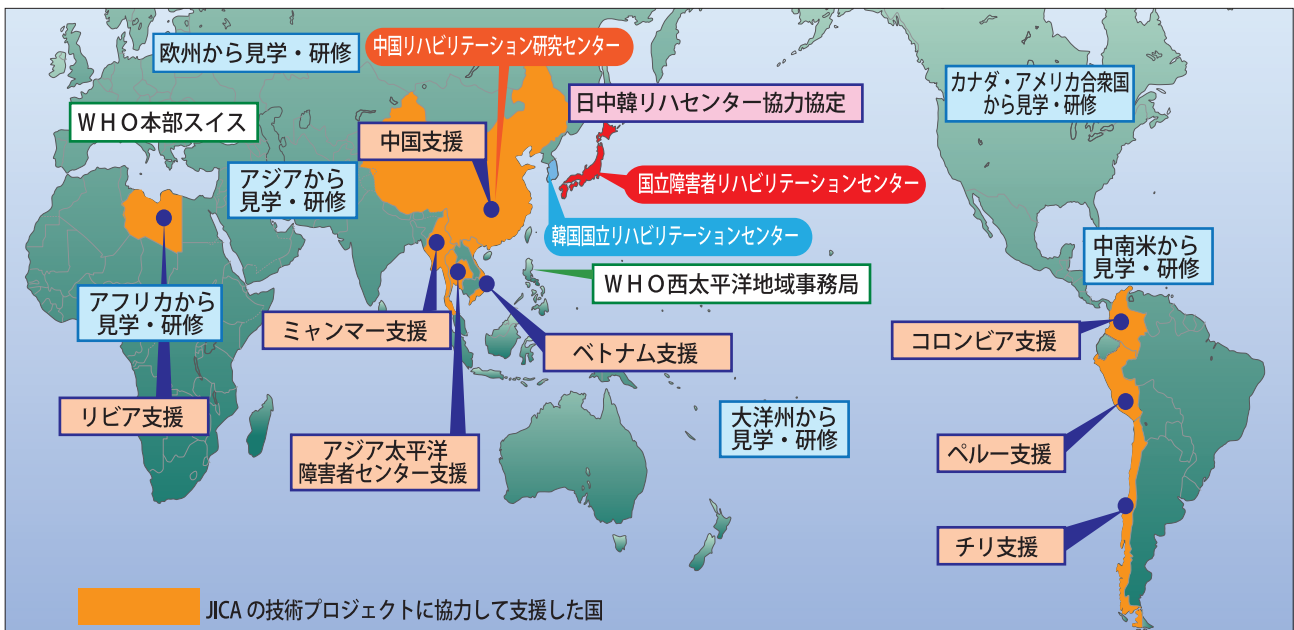 欧州から見学・研修
中国リハビリテーション研究センター
カナダ・アメリカ合衆国
から見学・研修
日中韓リハセンター協力協定
ＷＨＯ本部スイス
中国支援
アジアから
見学・研修
国立障害者リハビリテーションセンター
韓国国立リハビリテーションセンター
中南米から
見学・研修
ＷＨＯ西太平洋地域事務局
アフリカから
見学・研修
ミャンマー支援
ベトナム支援
コロンビア支援
リビア支援
アジア太平洋
障害者センター支援
大洋州から
見学・研修
ペルー支援
チリ支援
JICAの技術プロジェクトに協力して支援した国